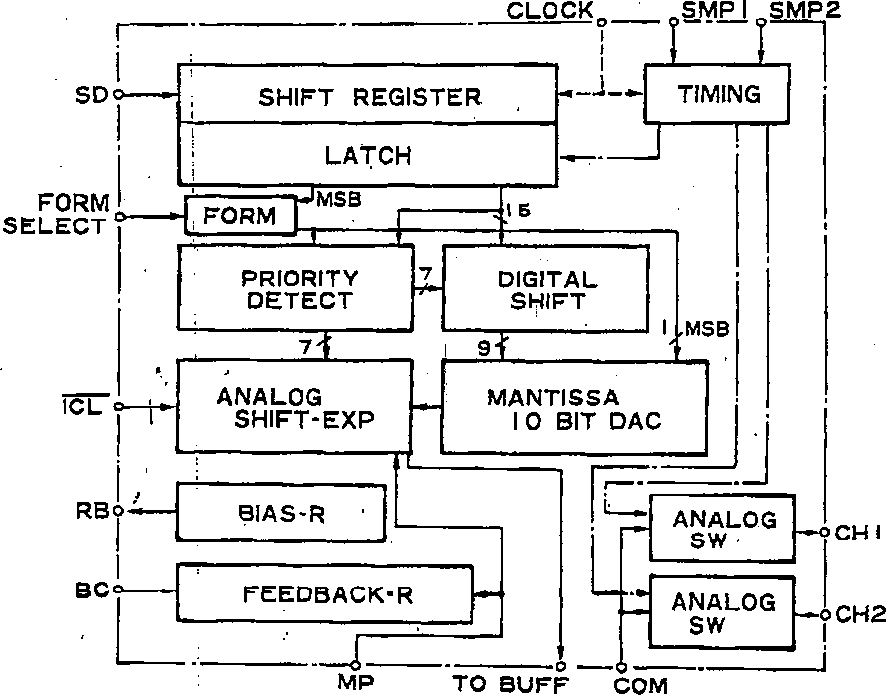 CLOCK
SMP1
SMP2
SD
SHIFT REGISTER
TIMING
LATCH
MSB
FORM
SELECT
FORM
15
PRIORITY
DETECT
7
DIGITAL
SHIFT
7
9
1
MSB
ICL
ANALOG
SHIFT-EXP
MANTISSA
10 BIT DAC
RB
BIAS-R
ANALOG
SW
CH1
BC
FEEDBACK-R
ANALOG
SW
CH2
MP
TO BUFF
COM